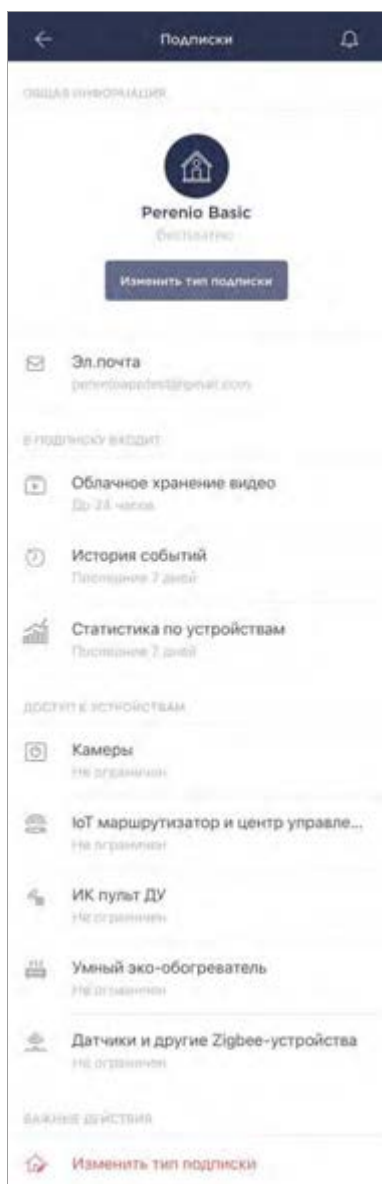 Подписки
ОБЩАЯ ИНФОРМАЦИЯ
Perenio Basic
бесплатно
Изменить тип подписки
Эл.почта
В ПОДПИСКУ ВХОДИТ
Облачное хранение видео
До 24 часов
История событий
Последние 7 дней
Статистика по устройствам
Последние 7 дней
ДОСТУП К УСТРОЙСТВАМ
Камеры
Не ограничен
IoT маршрутизатор и центр управле...
Не ограничен
ИК пульт ДУ
Не ограничен
Умный эко-обогреватель
Не ограничен
Датчики и другие Zigbee-устройства
Не ограничен
ВАЖНЫЕ ДЕЙСТВИЯ
Изменить тип подписки